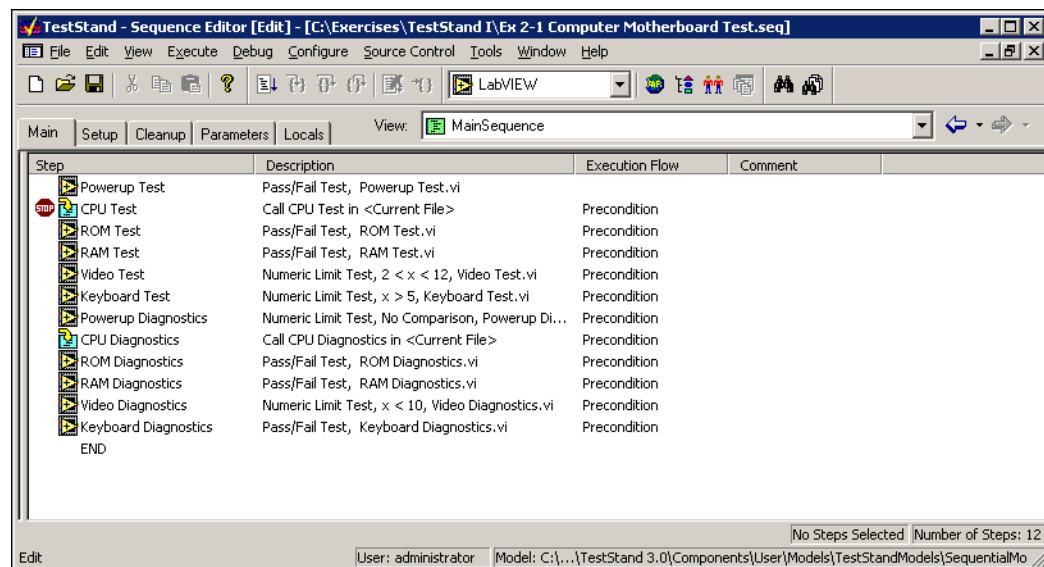 TestStand - Sequence Editor [Edit] - [C:\Exercises\TestStand I\Ex 2-1 Computer Motherboard Test.seq]
File Edit View Execute Debug Configure Source Control Tools Window Help
LabVIEW
Main Setup Cleanup Parameters Locals View: MainSequence
Step Description Execution Flow Comment
Powerup Test Pass/Fail Test, Powerup Test.vi
STOP CPU Test Call CPU Test in <Current File> Precondition
ROM Test Pass/Fail Test, ROM Test.vi Precondition
RAM Test Pass/Fail Test, RAM Test.vi Precondition
Video Test Numeric Limit Test, 2 < x < 12, Video Test.vi Precondition
Keyboard Test Numeric Limit Test, x > 5, Keyboard Test.vi Precondition
Powerup Diagnostics Numeric Limit Test, No Comparison, Powerup Di... Precondition
CPU Diagnostics Call CPU Diagnostics in <Current File> Precondition
ROM Diagnostics Pass/Fail Test, ROM Diagnostics.vi Precondition
RAM Diagnostics Pass/Fail Test, RAM Diagnostics.vi Precondition
Video Diagnostics Numeric Limit Test, x < 10, Video Diagnostics.vi Precondition
Keyboard Diagnostics Pass/Fail Test, Keyboard Diagnostics.vi Precondition
END
No Steps Selected Number of Steps: 12
Edit User: administrator Model: C:\...\TestStand 3.0\Components\User\Models\TestStandModels\SequentialMo